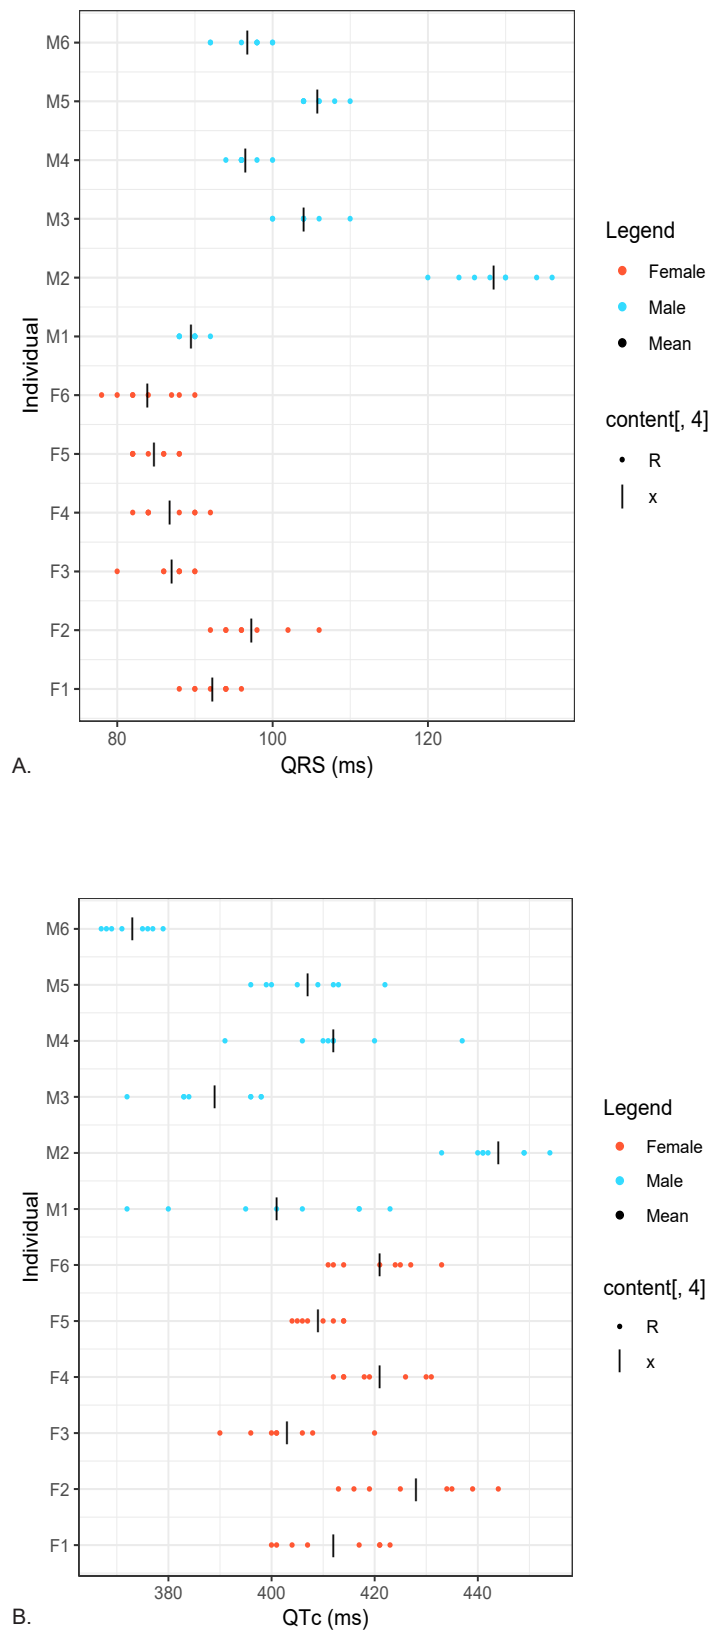 M6
M5
M4
M3
M2
M1
F6
F5
F4
F3
F2
F1
Individual
80 100 120
QRS (ms)
A.
Legend
Female
Male
Mean
content[, 4]
R
x
M6
M5
M4
M3
M2
M1
F6
F5
F4
F3
F2
F1
Individual
380 400 420 440
QTc (ms)
B.
Legend
Female
Male
Mean
content[, 4]
R
x